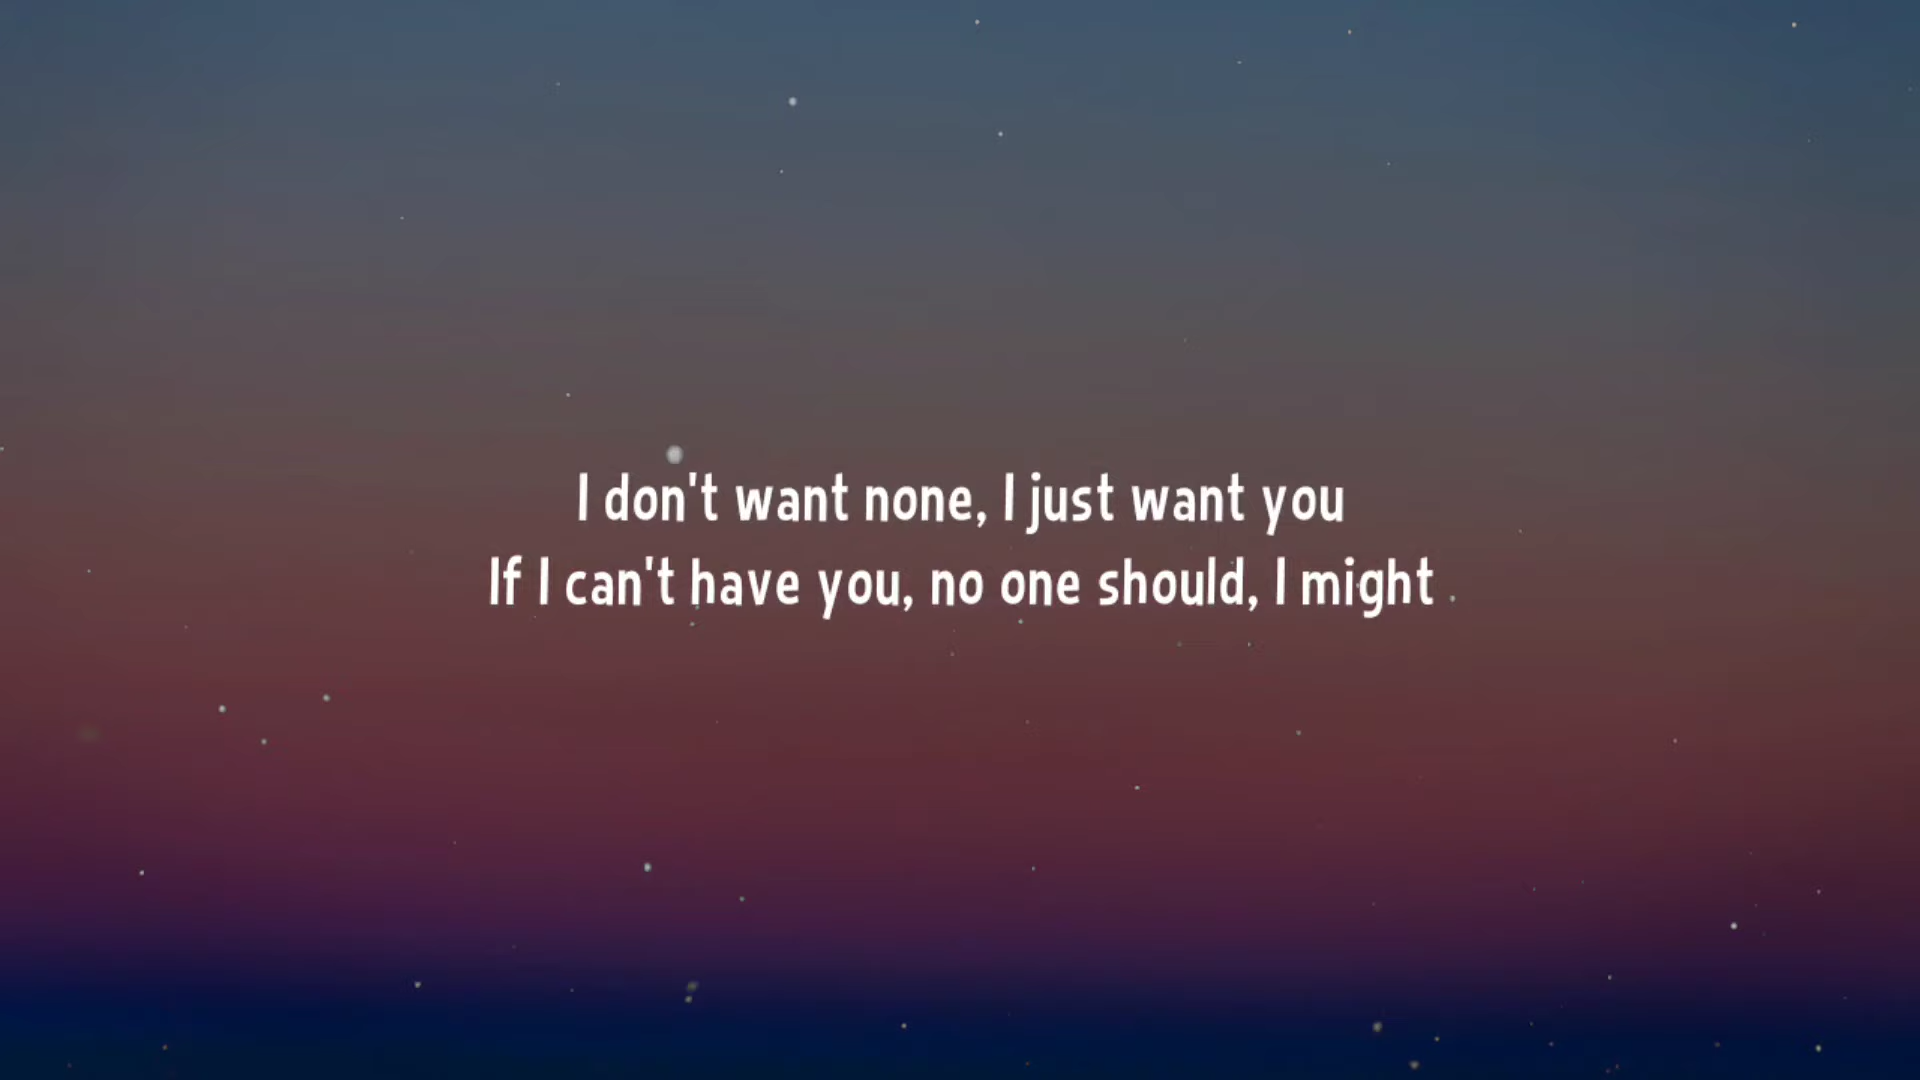 I don't want none, I just want you
If I can't have you, no one should, I might